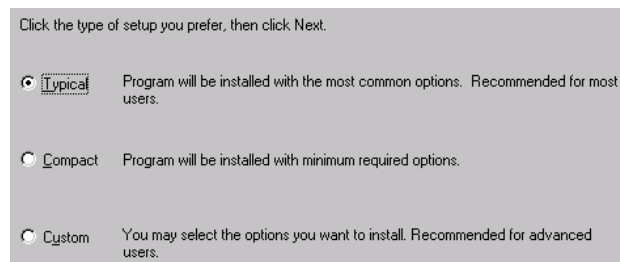 Click the type of setup you prefer, then click Next.
Typical Program will be installed with the most common options. Recommended for most
users.
Compact Program will be installed with minimum required options.
Custom You may select the options you want to install. Recommended for advanced
users.